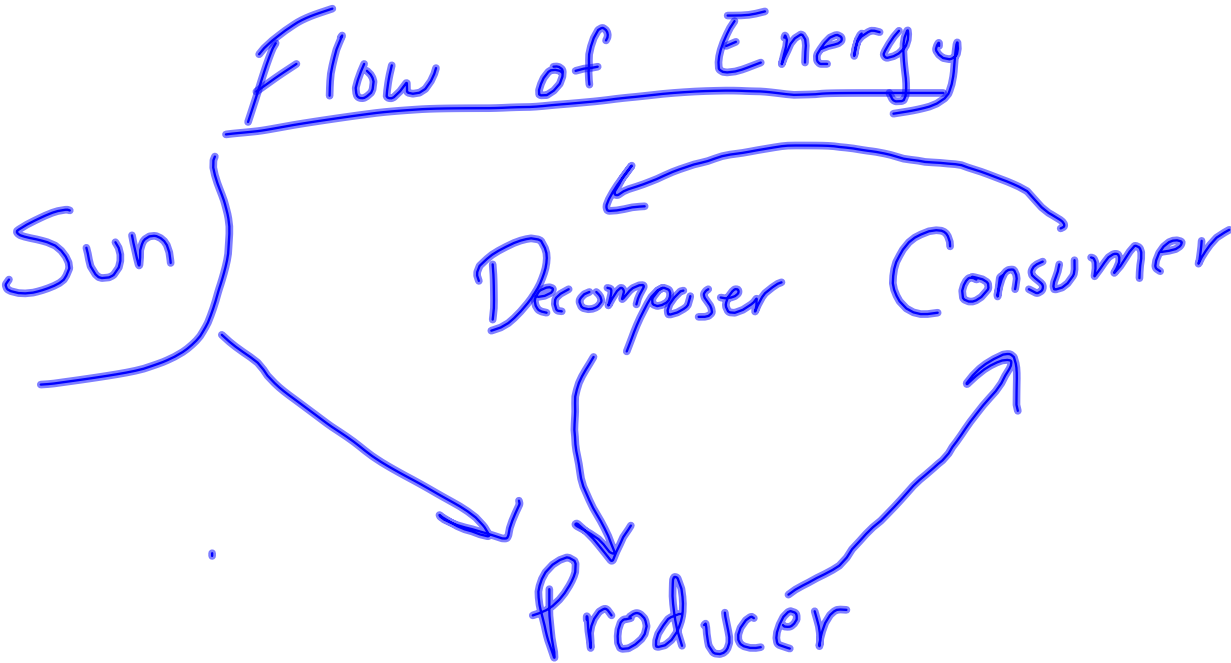 Flow of Energy
Sun
Decomposer
Consumer
Producer